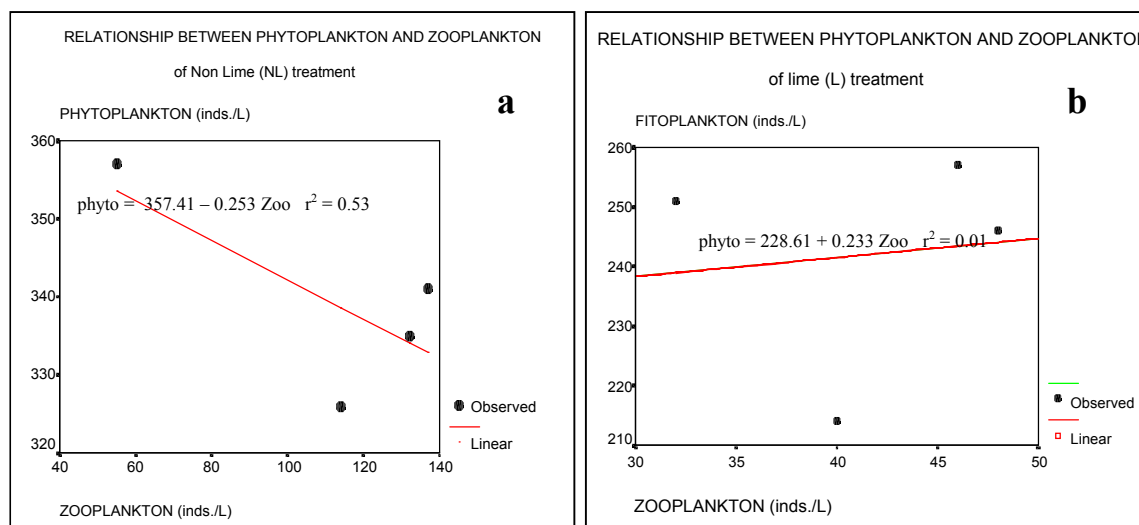 RELATIONSHIP BETWEEN PHYTOPLANKTON AND ZOOPLANKTON
of Non Lime (NL) treatment
a
PHYTOPLANKTON (inds./L)
360
350
340
330
320
phyto = 357.41 – 0.253 Zoo r² = 0.53
40 60 80 100 120 140
Observed
Linear
ZOOPLANKTON (inds./L)
RELATIONSHIP BETWEEN PHYTOPLANKTON AND ZOOPLANKTON
of lime (L) treatment
b
FITOPLANKTON (inds./L)
260
250
240
230
220
210
phyto = 228.61 + 0.233 Zoo r² = 0.01
30 35 40 45 50
Observed
Linear
ZOOPLANKTON (inds./L)